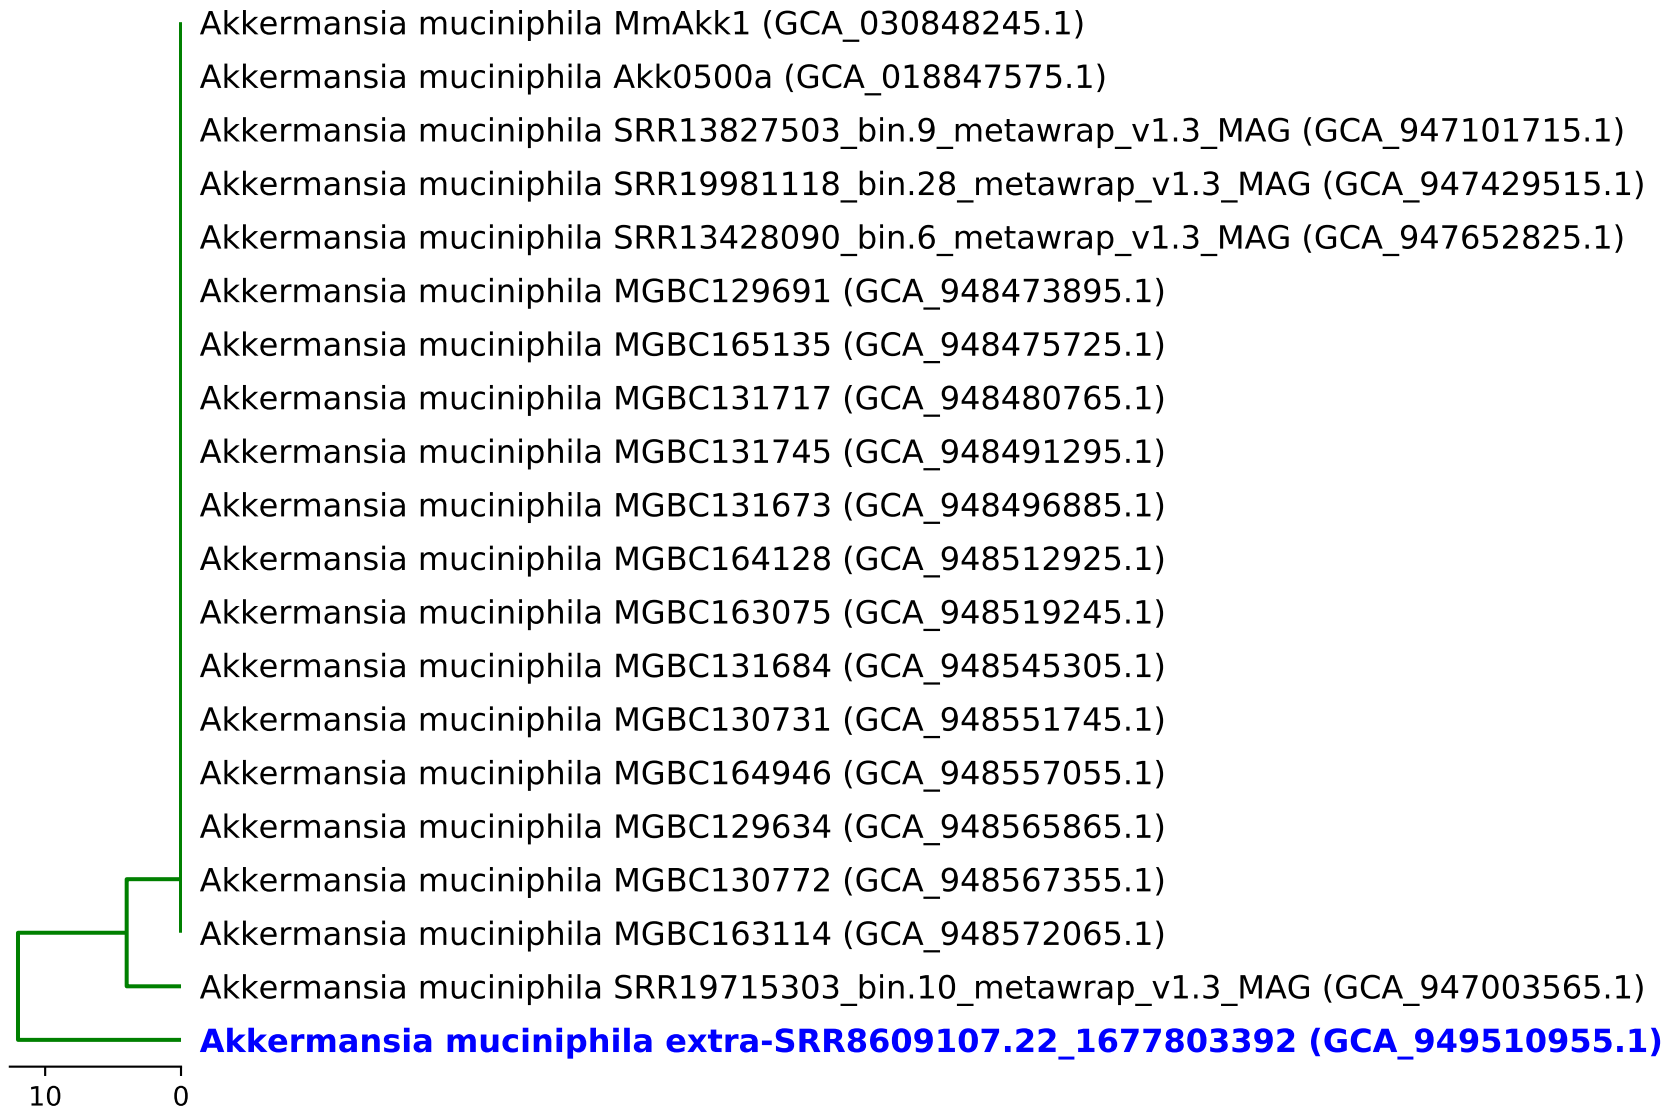 Akkermansia muciniphila MmAkk1 (GCA_030848245.1)
Akkermansia muciniphila Akk0500a (GCA_018847575.1)
Akkermansia muciniphila SRR13827503_bin.9_metawrap_v1.3_MAG (GCA_947101715.1)
Akkermansia muciniphila SRR19981118_bin.28_metawrap_v1.3_MAG (GCA_947429515.1)
Akkermansia muciniphila SRR13428090_bin.6_metawrap_v1.3_MAG (GCA_947652825.1)
Akkermansia muciniphila MGBC129691 (GCA_948473895.1)
Akkermansia muciniphila MGBC165135 (GCA_948475725.1)
Akkermansia muciniphila MGBC131717 (GCA_948480765.1)
Akkermansia muciniphila MGBC131745 (GCA_948491295.1)
Akkermansia muciniphila MGBC131673 (GCA_948496885.1)
Akkermansia muciniphila MGBC164128 (GCA_948512925.1)
Akkermansia muciniphila MGBC163075 (GCA_948519245.1)
Akkermansia muciniphila MGBC131684 (GCA_948545305.1)
Akkermansia muciniphila MGBC130731 (GCA_948551745.1)
Akkermansia muciniphila MGBC164946 (GCA_948557055.1)
Akkermansia muciniphila MGBC129634 (GCA_948565865.1)
Akkermansia muciniphila MGBC130772 (GCA_948567355.1)
Akkermansia muciniphila MGBC163114 (GCA_948572065.1)
Akkermansia muciniphila SRR19715303_bin.10_metawrap_v1.3_MAG (GCA_947003565.1)
Akkermansia muciniphila extra-SRR8609107.22_1677803392 (GCA_949510955.1)
10 0